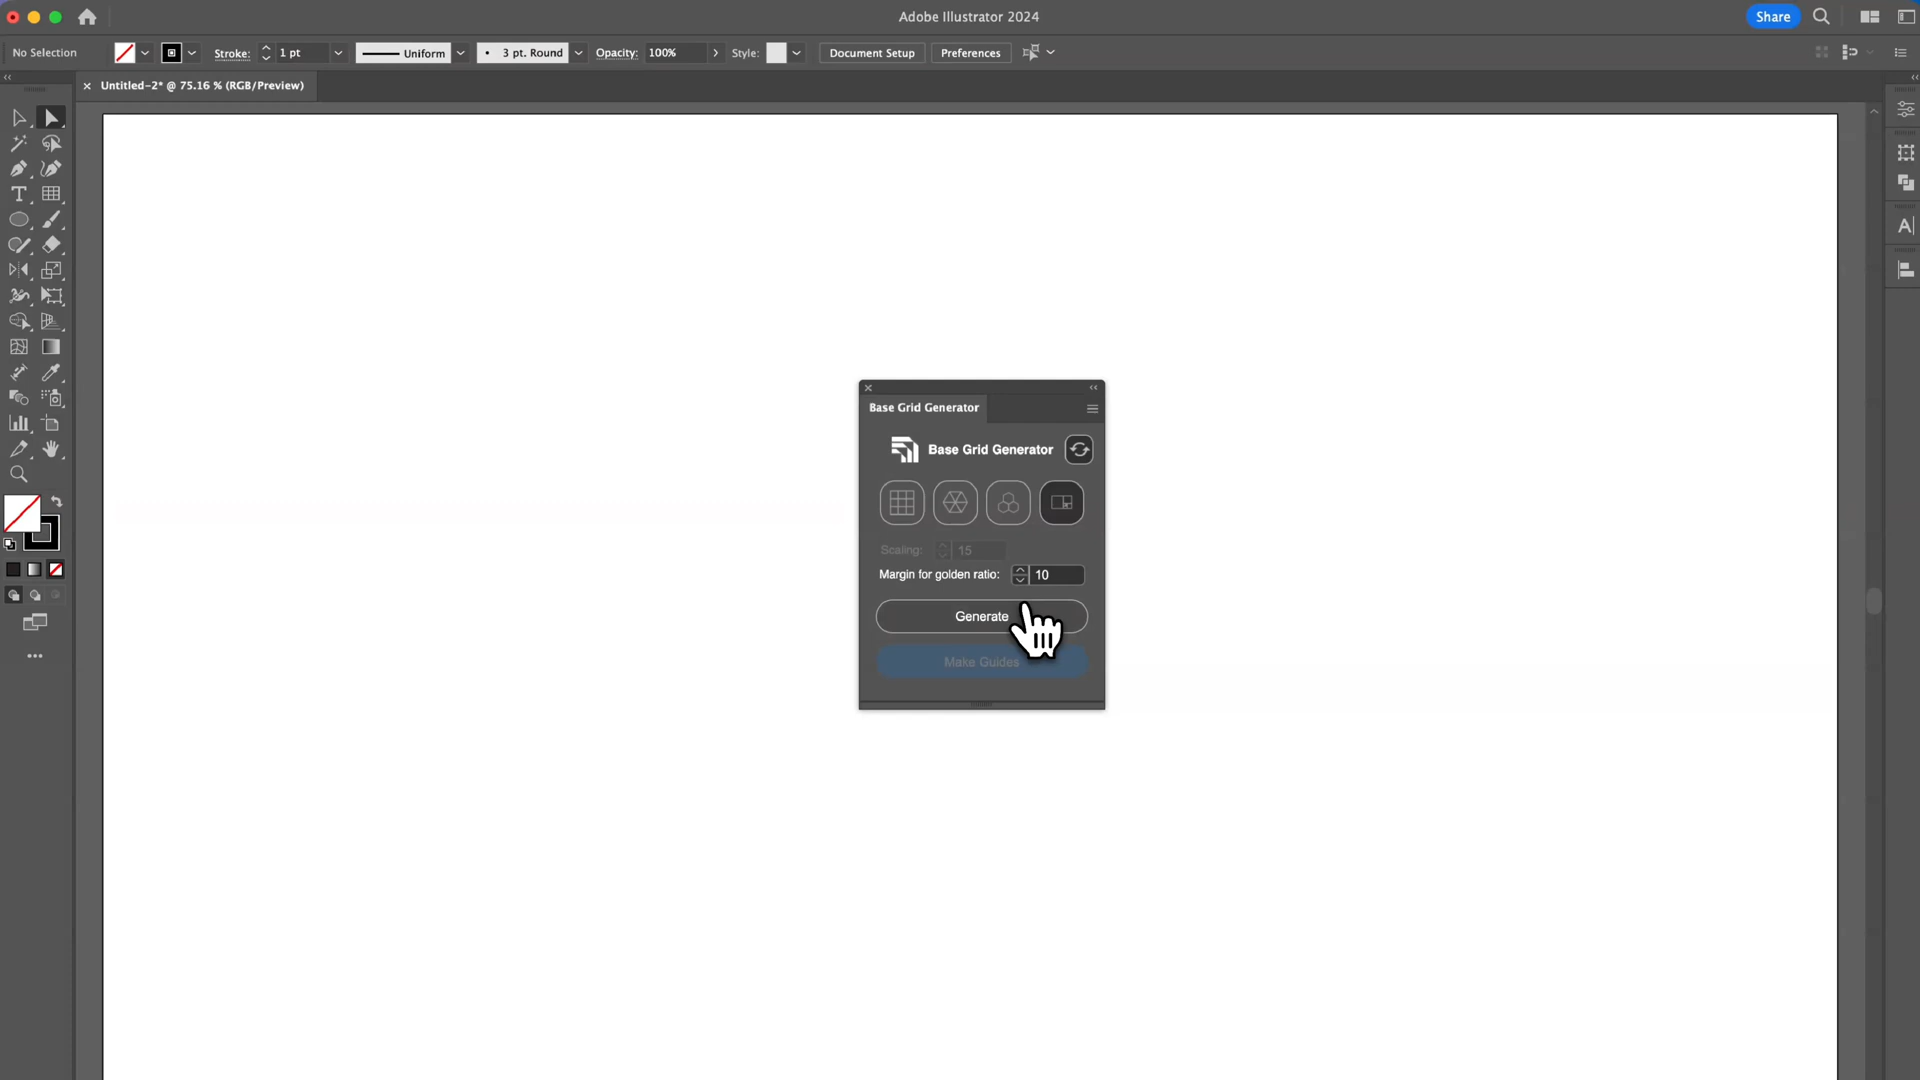 Adobe Illustrator 2024
Share
No Selection
Stroke: 1 pt
Uniform
3 pt. Round
Opacity: 100%
Style:
Document Setup
Preferences
Untitled-2* @ 75.16 % (RGB/Preview)
Base Grid Generator
Base Grid Generator
Scaling: 15
Margin for golden ratio: 10
Generate
Make Guides